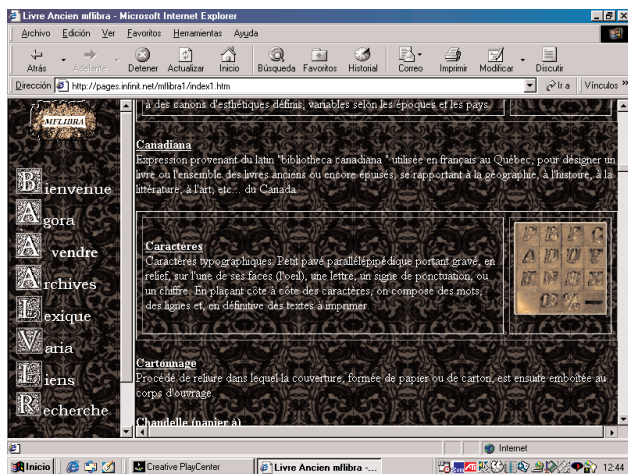 Livre Ancien mflibra - Microsoft Internet Explorer
Archivo Edición Ver Favoritos Herramientas Ayuda
Atrás Adelante Detener Actualizar Inicio Búsqueda Favoritos Historial Correo Imprimir Modificar Discutir
Dirección http://pages.infinit.net/mflibra1/index1.htm Ir a Vínculos »
MFLIBRA
Bienvenue
Agora
A vendre
Archives
Lexique
Varia
Liens
Recherche
à des canons d'esthétiques définis, variables selon les époques et les pays
Canadiana
Expression provenant du latin "bibliotheca canadiana " utilisée en français au Québec, pour désigner un
livre ou l'ensemble des livres anciens ou encore épuisés, se rapportant à la géographie, à l'histoire, à la
littérature, à l'art, etc... du Canada.
Caractères
Caractères typographiques. Petit pavé parallélépipédique portant gravé, en
relief, sur l'une de ses faces (l'oeil), une lettre, un signe de ponctuation, ou
un chiffre. En plaçant côte à côte des caractères, on compose des mots,
des lignes et, en définitive des textes à imprimer.
Cartonnage
Procédé de reliure dans lequel la couverture, formée de papier ou de carton, est ensuite emboitée au
corps d'ouvrage.
Chandelle (papier à)
Internet
Inicio Creative PlayCenter Livre Ancien mflibra -... 12:44